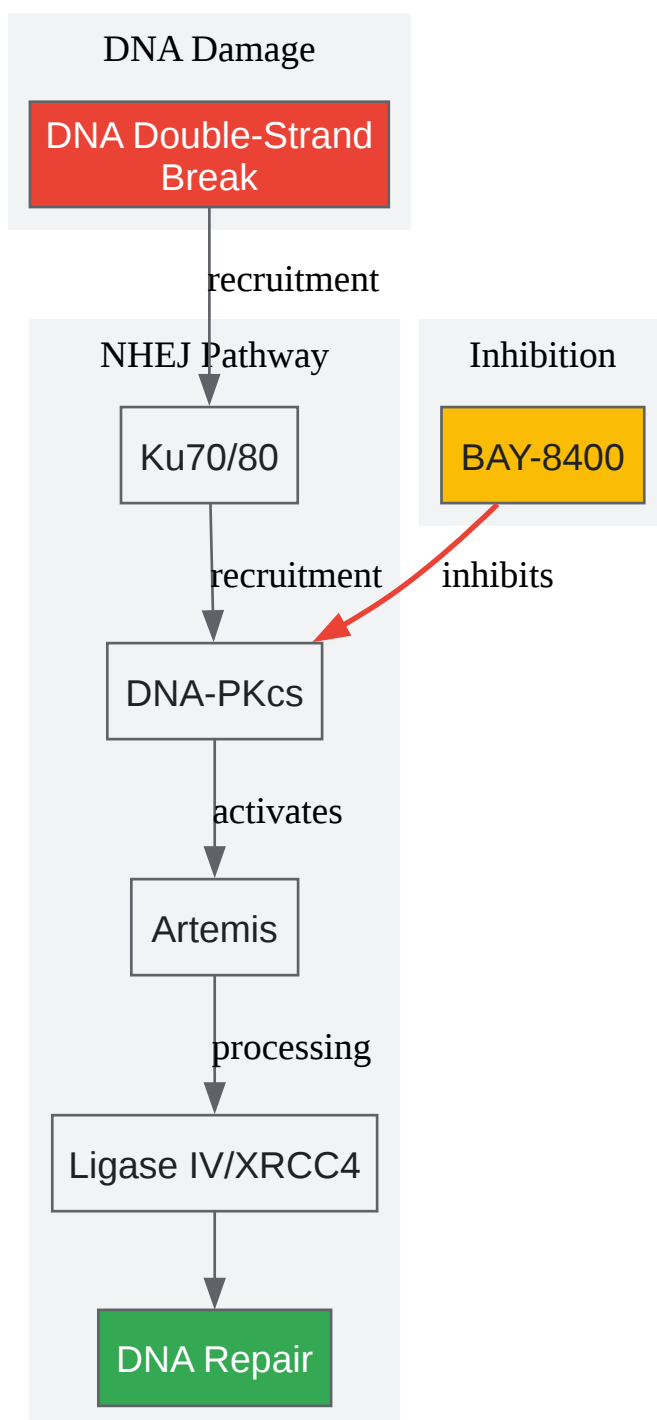 DNA Damage
DNA Double-Strand
Break
recruitment
NHEJ Pathway
Inhibition
Ku70/80
BAY-8400
recruitment
inhibits
DNA-PKcs
activates
Artemis
processing
Ligase IV/XRCC4
DNA Repair